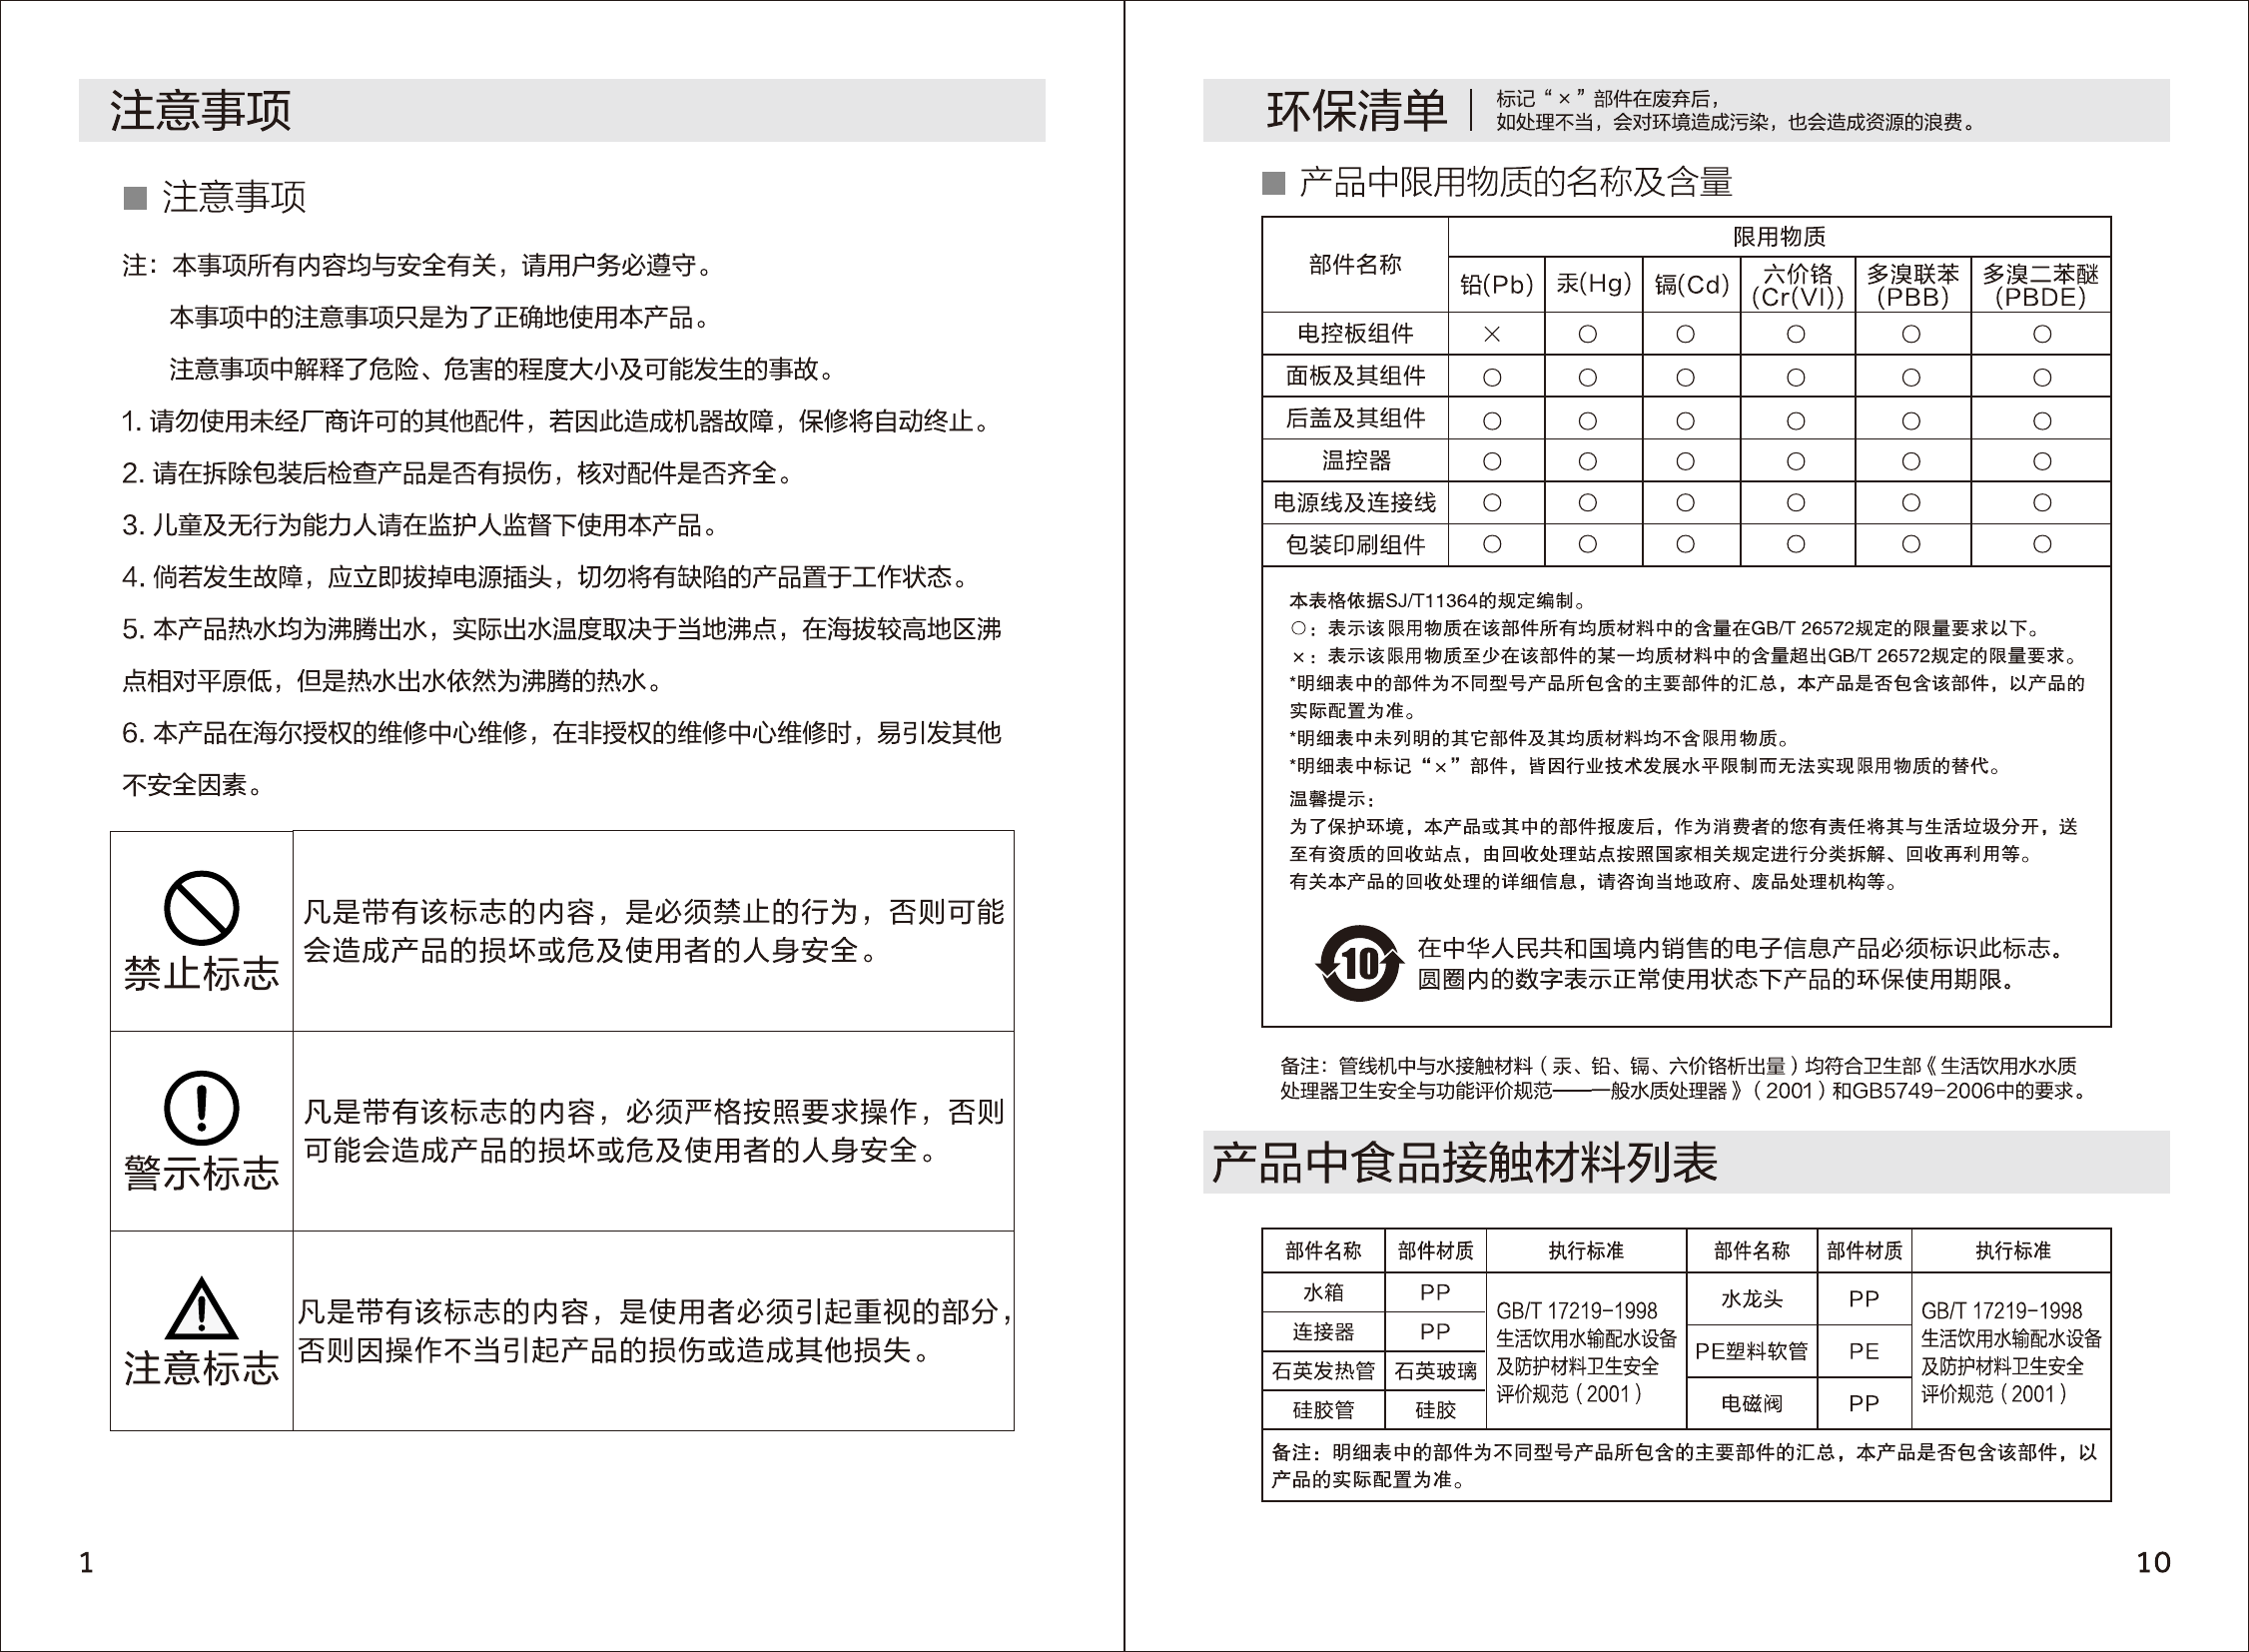 注意事项
■ 注意事项
注：本事项所有内容均与安全有关，请用户务必遵守。
本事项中的注意事项只是为了正确地使用本产品。
注意事项中解释了危险、危害的程度大小及可能发生的事故。
1. 请勿使用未经厂商许可的其他配件，若因此造成机器故障，保修将自动终止。
2. 请在拆除包装后检查产品是否有损伤，核对配件是否齐全。
3. 儿童及无行为能力人请在监护人监督下使用本产品。
4. 倘若发生故障，应立即拔掉电源插头，切勿将有缺陷的产品置于工作状态。
5. 本产品热水均为沸腾出水，实际出水温度取决于当地沸点，在海拔较高地区沸
点相对平原低，但是热水出水依然为沸腾的热水。
6. 本产品在海尔授权的维修中心维修，在非授权的维修中心维修时，易引发其他
不安全因素。
禁止标志
凡是带有该标志的内容，是必须禁止的行为，否则可能
会造成产品的损坏或危及使用者的人身安全。
警示标志
凡是带有该标志的内容，必须严格按照要求操作，否则
可能会造成产品的损坏或危及使用者的人身安全。
注意标志
凡是带有该标志的内容，是使用者必须引起重视的部分，
否则因操作不当引起产品的损伤或造成其他损失。
1
环保清单
标记“×”部件在废弃后，
如处理不当，会对环境造成污染，也会造成资源的浪费。
■ 产品中限用物质的名称及含量
部件名称 限用物质
铅(Pb) 汞(Hg) 镉(Cd) 六价铬(Cr(VI)) 多溴联苯(PBB) 多溴二苯醚(PBDE)
电控板组件 × ○ ○ ○ ○ ○
面板及其组件 ○ ○ ○ ○ ○ ○
后盖及其组件 ○ ○ ○ ○ ○ ○
温控器 ○ ○ ○ ○ ○ ○
电源线及连接线 ○ ○ ○ ○ ○ ○
包装印刷组件 ○ ○ ○ ○ ○ ○
本表格依据SJ/T11364的规定编制。
○：表示该限用物质在该部件所有均质材料中的含量在GB/T 26572规定的限量要求以下。
×：表示该限用物质至少在该部件的某一均质材料中的含量超出GB/T 26572规定的限量要求。
*明细表中的部件为不同型号产品所包含的主要部件的汇总，本产品是否包含该部件，以产品的
实际配置为准。
*明细表中未列明的其它部件及其均质材料均不含限用物质。
*明细表中标记“×”部件，皆因行业技术发展水平限制而无法实现限用物质的替代。
温馨提示：
为了保护环境，本产品或其中的部件报废后，作为消费者的您有责任将其与生活垃圾分开，送
至有资质的回收站点，由回收处理站点按照国家相关规定进行分类拆解、回收再利用等。
有关本产品的回收处理的详细信息，请咨询当地政府、废品处理机构等。
10
在中华人民共和国境内销售的电子信息产品必须标识此标志。
圆圈内的数字表示正常使用状态下产品的环保使用期限。
备注：管线机中与水接触材料（汞、铅、镉、六价铬析出量）均符合卫生部《生活饮用水水质
处理器卫生安全与功能评价规范——一般水质处理器》（2001）和GB5749-2006中的要求。
产品中食品接触材料列表
部件名称 部件材质 执行标准 部件名称 部件材质 执行标准
水箱 PP
连接器 PP
石英发热管 石英玻璃
硅胶管 硅胶
GB/T 17219-1998
生活饮用水输配水设备
及防护材料卫生安全
评价规范（2001）
水龙头 PP
PE塑料软管 PE
电磁阀 PP
GB/T 17219-1998
生活饮用水输配水设备
及防护材料卫生安全
评价规范（2001）
备注：明细表中的部件为不同型号产品所包含的主要部件的汇总，本产品是否包含该部件，以
产品的实际配置为准。
10